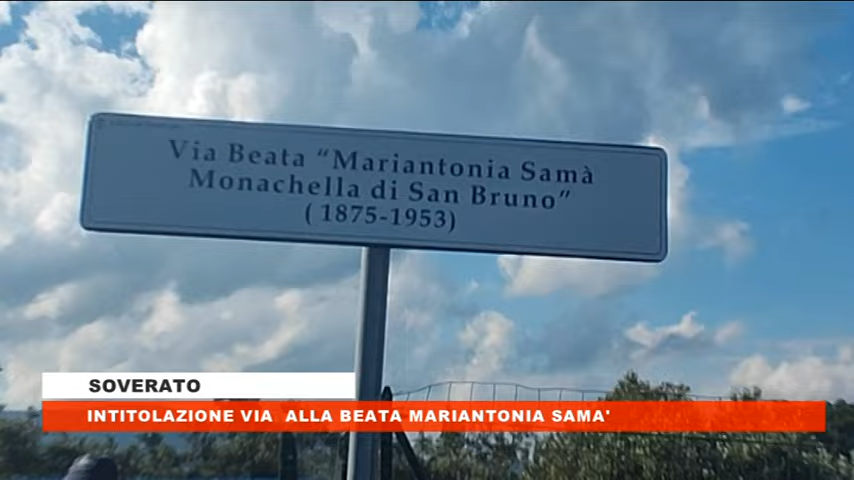 Via Beata “Mariantonia Samà
Monachella di San Bruno”
( 1875-1953)
SOVERATO
INTITOLAZIONE VIA  ALLA BEATA MARIANTONIA SAMA'